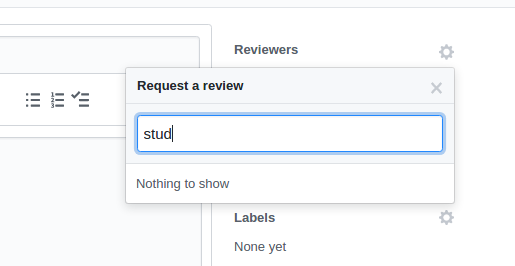 Reviewers
Request a review
stud
Nothing to show
Labels
None yet